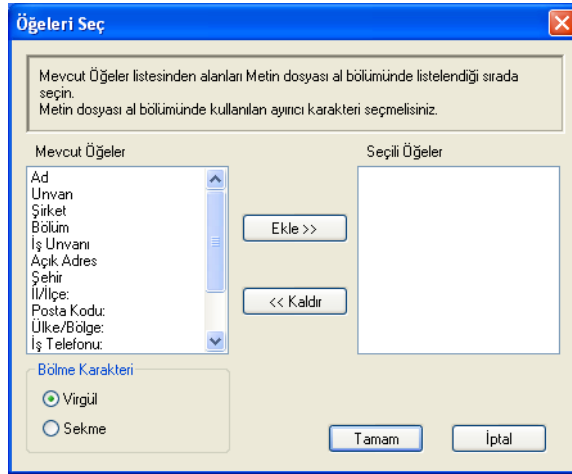 Öğeleri Seç
Mevcut Öğeler listesinden alanları Metin dosyası al bölümünde listelendiği sırada
seçin.
Metin dosyası al bölümünde kullanılan ayırıcı karakteri seçmelisiniz.
Mevcut Öğeler
Seçili Öğeler
Ad
Unvan
Şirket
Bölüm
İş Unvanı
Açık Adres
Şehir
İl/İlçe:
Posta Kodu:
Ülke/Bölge:
İş Telefonu:
Ekle >>
<< Kaldır
Bölme Karakteri
Virgül
Sekme
Tamam
İptal